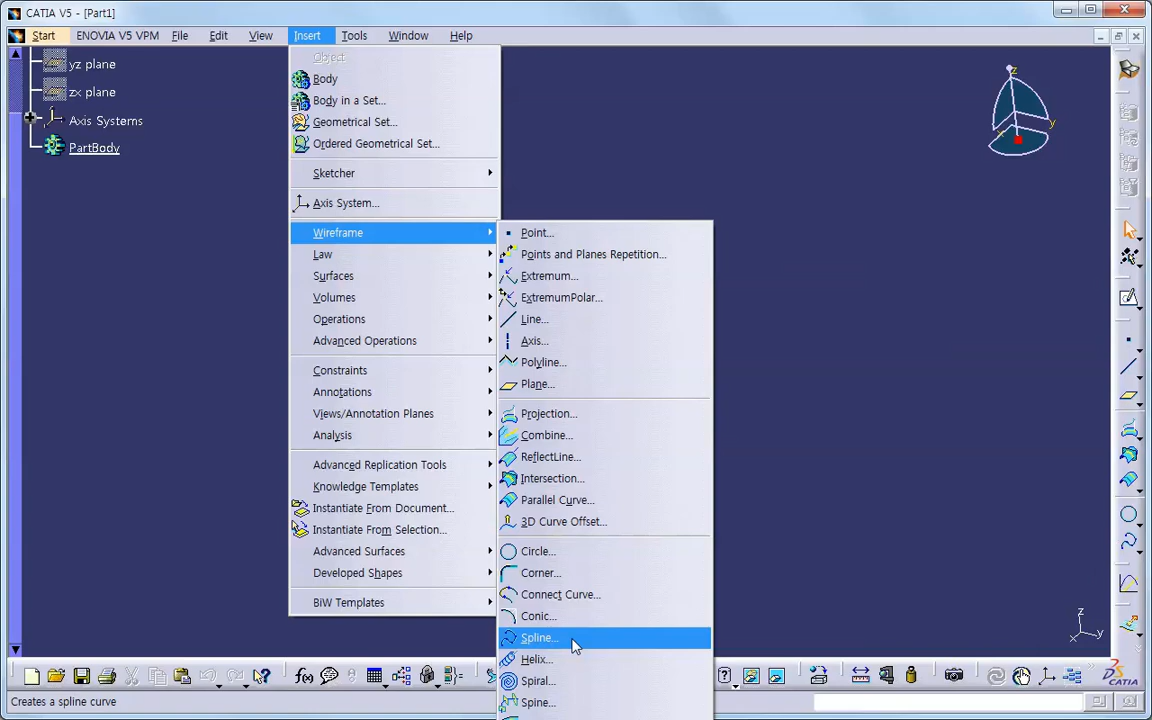 CATIA V5 - [Part1]
Start ENOVIA V5 VPM File Edit View Insert Tools Window Help
yz plane
zx plane
Axis Systems
PartBody
Object
Body
Body in a Set...
Geometrical Set...
Ordered Geometrical Set...
Sketcher
Axis System...
Wireframe
Law
Surfaces
Volumes
Operations
Advanced Operations
Constraints
Annotations
Views/Annotation Planes
Analysis
Advanced Replication Tools
Knowledge Templates
Instantiate From Document...
Instantiate From Selection...
Advanced Surfaces
Developed Shapes
BiW Templates
Point...
Points and Planes Repetition...
Extremum...
ExtremumPolar...
Line...
Axis...
Polyline...
Plane...
Projection...
Combine...
ReflectLine...
Intersection...
Parallel Curve...
3D Curve Offset...
Circle...
Corner...
Connect Curve...
Conic...
Spline...
Helix...
Spiral...
Spine...
z
y
x
z
x
y
f(x)
CATIA
Creates a spline curve